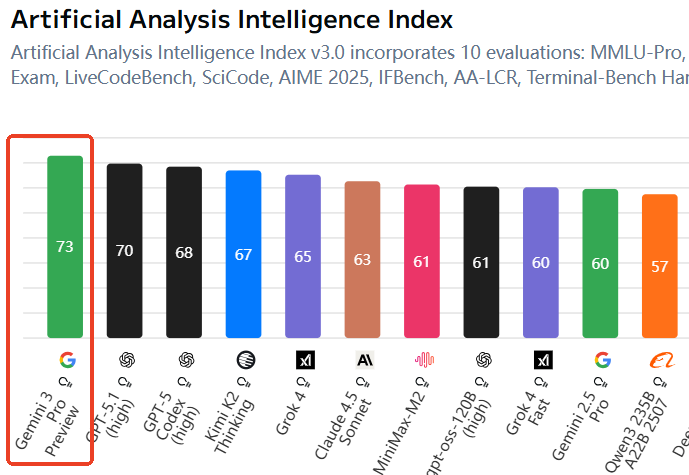 Artificial Analysis Intelligence Index
Artificial Analysis Intelligence Index v3.0 incorporates 10 evaluations: MMLU-Pro,
Exam, LiveCodeBench, SciCode, AIME 2025, IFBench, AA-LCR, Terminal-Bench Har
73
70
68
67
65
63
61
61
60
60
57
Gemini 3
Pro
Preview
GPT-5.1
(high)
GPT-5
Codex
(high)
Kimi K2
Thinking
Grok 4
Claude 4.5
Sonnet
MiniMax-M2
gpt-oss-120B
(high)
Grok 4
Fast
Gemini 2.5
Pro
Qwen3 235B
A22B 2507
Dee